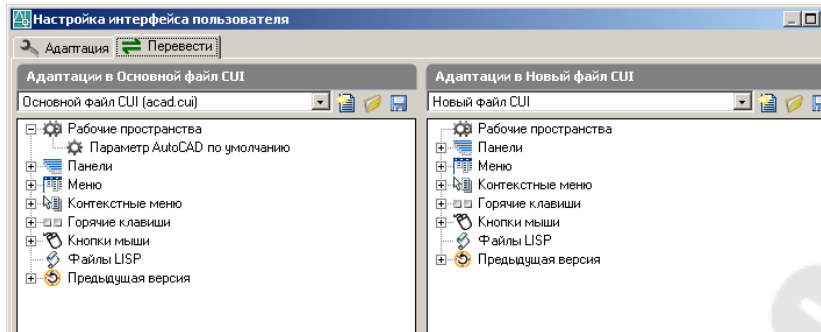 Настройка интерфейса пользователя
Адаптация Перевести
Адаптации в Основной файл CUI
Основной файл CUI (acad.cui)
Рабочие пространства
Параметр AutoCAD по умолчанию
Панели
Меню
Контекстные меню
Горячие клавиши
Кнопки мыши
Файлы LISP
Предыдущая версия
Адаптации в Новый файл CUI
Новый файл CUI
Рабочие пространства
Панели
Меню
Контекстные меню
Горячие клавиши
Кнопки мыши
Файлы LISP
Предыдущая версия